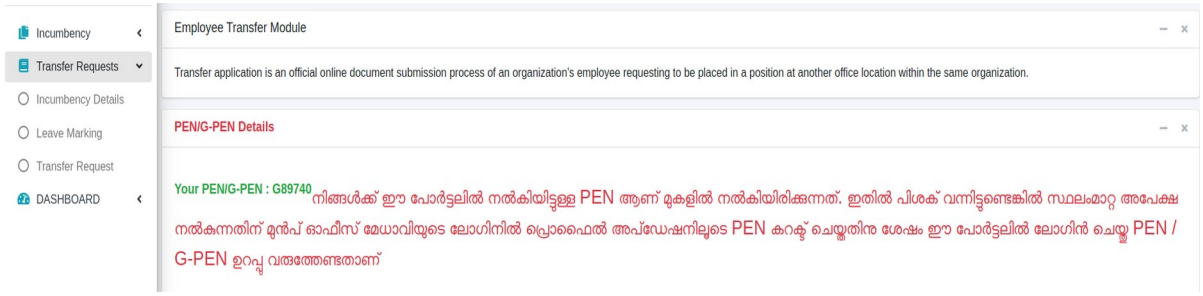 Incumbency
Transfer Requests
Incumbency Details
Leave Marking
Transfer Request
DASHBOARD
Employee Transfer Module
Transfer application is an official online document submission process of an organization's employee requesting to be placed in a position at another office location within the same organization.
PEN/G-PEN Details
Your PEN/G-PEN : G89740 നിങ്ങൾക്ക് ഈ പോർട്ടലിൽ നൽകിയിട്ടുള്ള PEN ആണ് മുകളിൽ നൽകിയിരിക്കുന്നത്. ഇതിൽ പിശക് വന്നിട്ടുണ്ടെങ്കിൽ സ്ഥലംമാറ്റ അപേക്ഷ
നൽകുന്നതിന് മുൻപ് ഓഫീസ് മേധാവിയുടെ ലോഗിനിൽ പ്രൊഫൈൽ അപ്ഡേഷനിലൂടെ PEN കറക്ട് ചെയ്തതിനു ശേഷം ഈ പോർട്ടലിൽ ലോഗിൻ ചെയ്തു PEN /
G-PEN ഉറപ്പു വരുത്തേണ്ടതാണ്